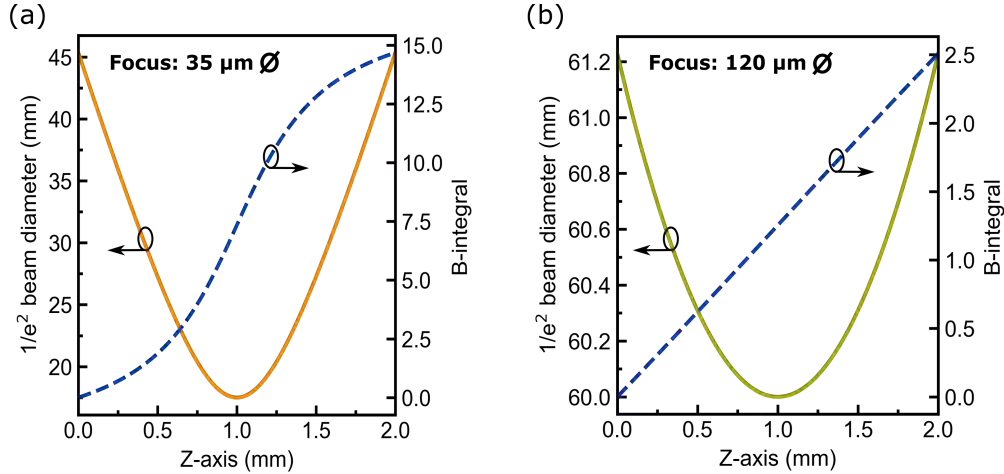 (a)
Focus: 35 µm Ø
1/e² beam diameter (mm)
45
40
35
30
25
20
15.0
12.5
10.0
7.5
5.0
2.5
0.0
B-integral
0.0 0.5 1.0 1.5 2.0
Z-axis (mm)
(b)
Focus: 120 µm Ø
1/e² beam diameter (mm)
61.2
61.0
60.8
60.6
60.4
60.2
60.0
2.5
2.0
1.5
1.0
0.5
0.0
B-integral
0.0 0.5 1.0 1.5 2.0
Z-axis (mm)